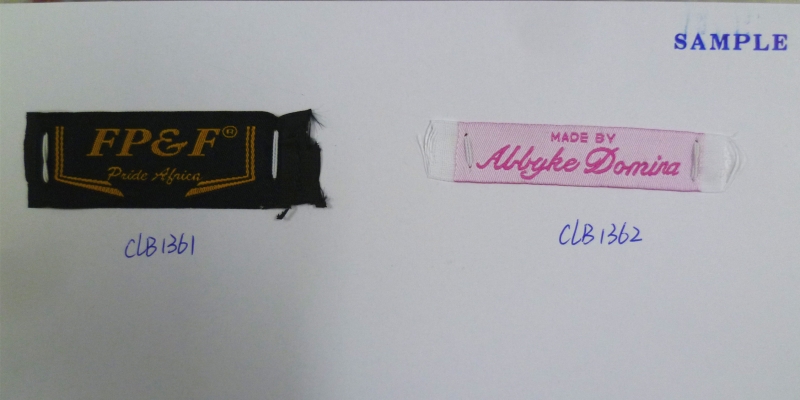 SAMPLE
FP&F
Pride Africa
CLB1361
MADE BY
Abbyke Domina
CLB1362